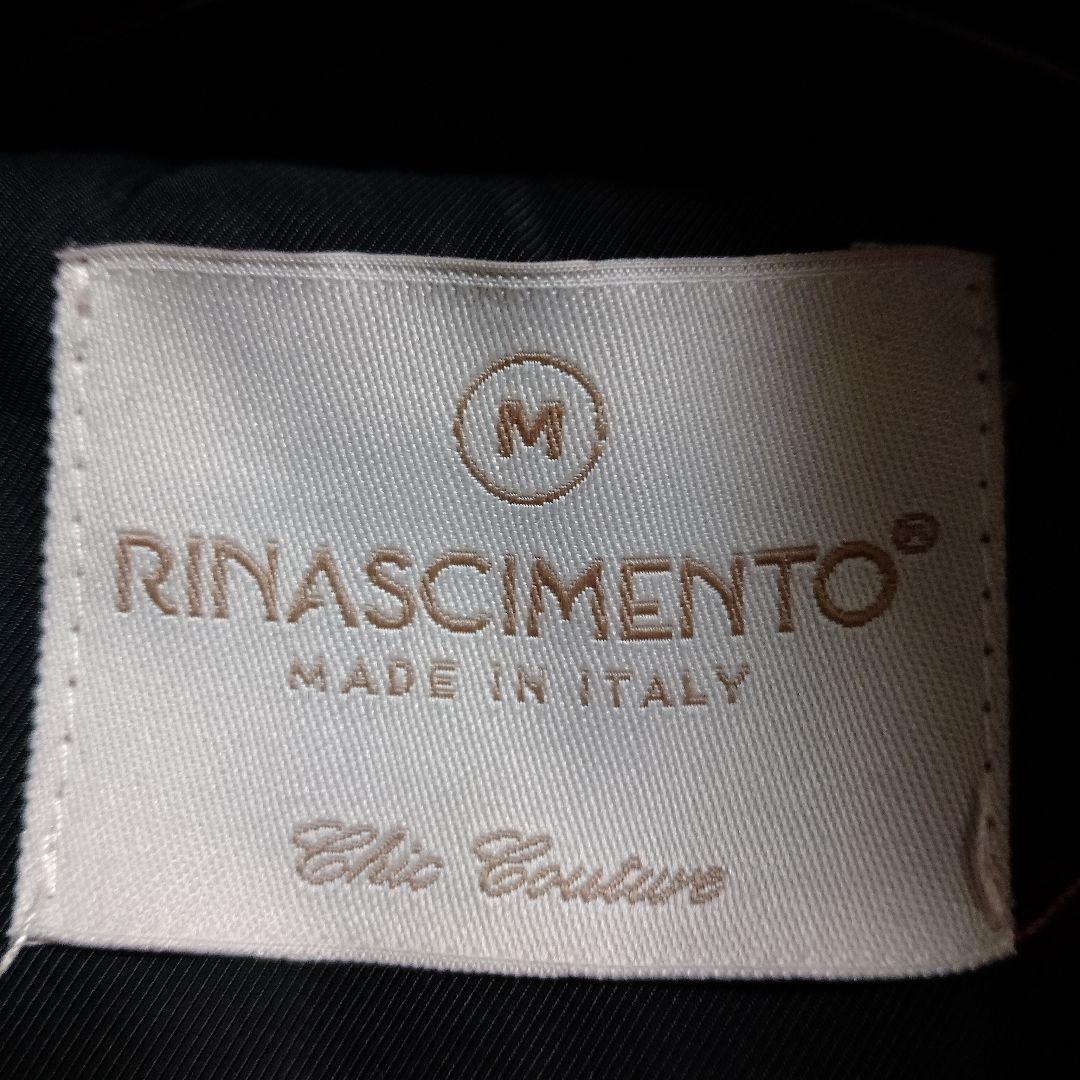 M
RINASCIMENTO®
MADE IN ITALY
Chic Couture